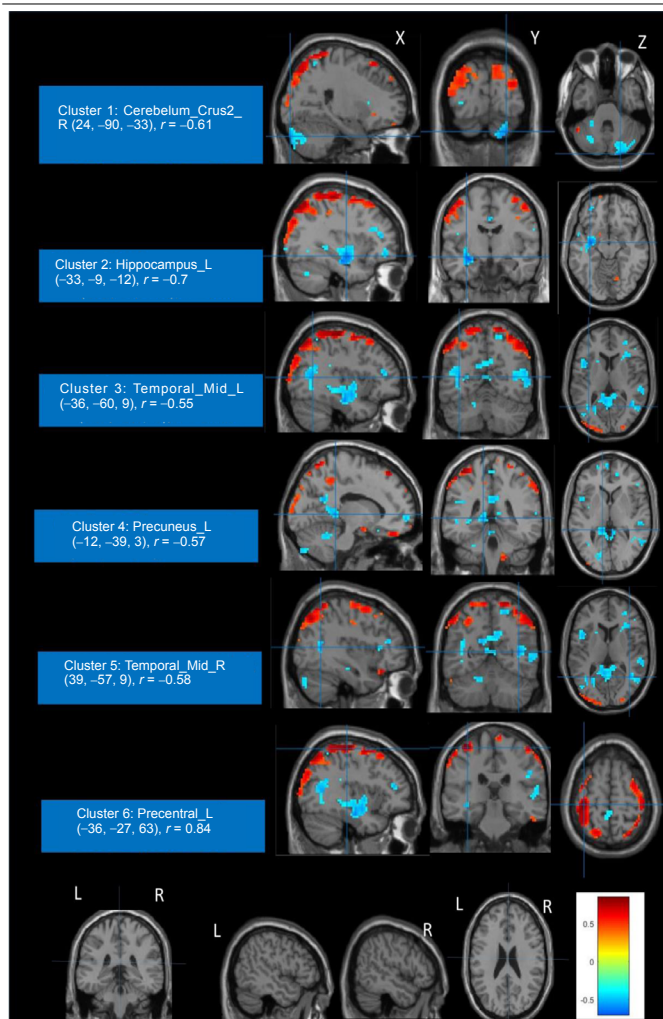 X Y Z
Cluster 1: Cerebelum_Crus2_
R (24, –90, –33), r = –0.61
Cluster 2: Hippocampus_L
(–33, –9, –12), r = –0.7
Cluster 3: Temporal_Mid_L
(–36, –60, 9), r = –0.55
Cluster 4: Precuneus_L
(–12, –39, 3), r = –0.57
Cluster 5: Temporal_Mid_R
(39, –57, 9), r = –0.58
Cluster 6: Precentral_L
(–36, –27, 63), r = 0.84
L R L R L R
0.5
0
-0.5